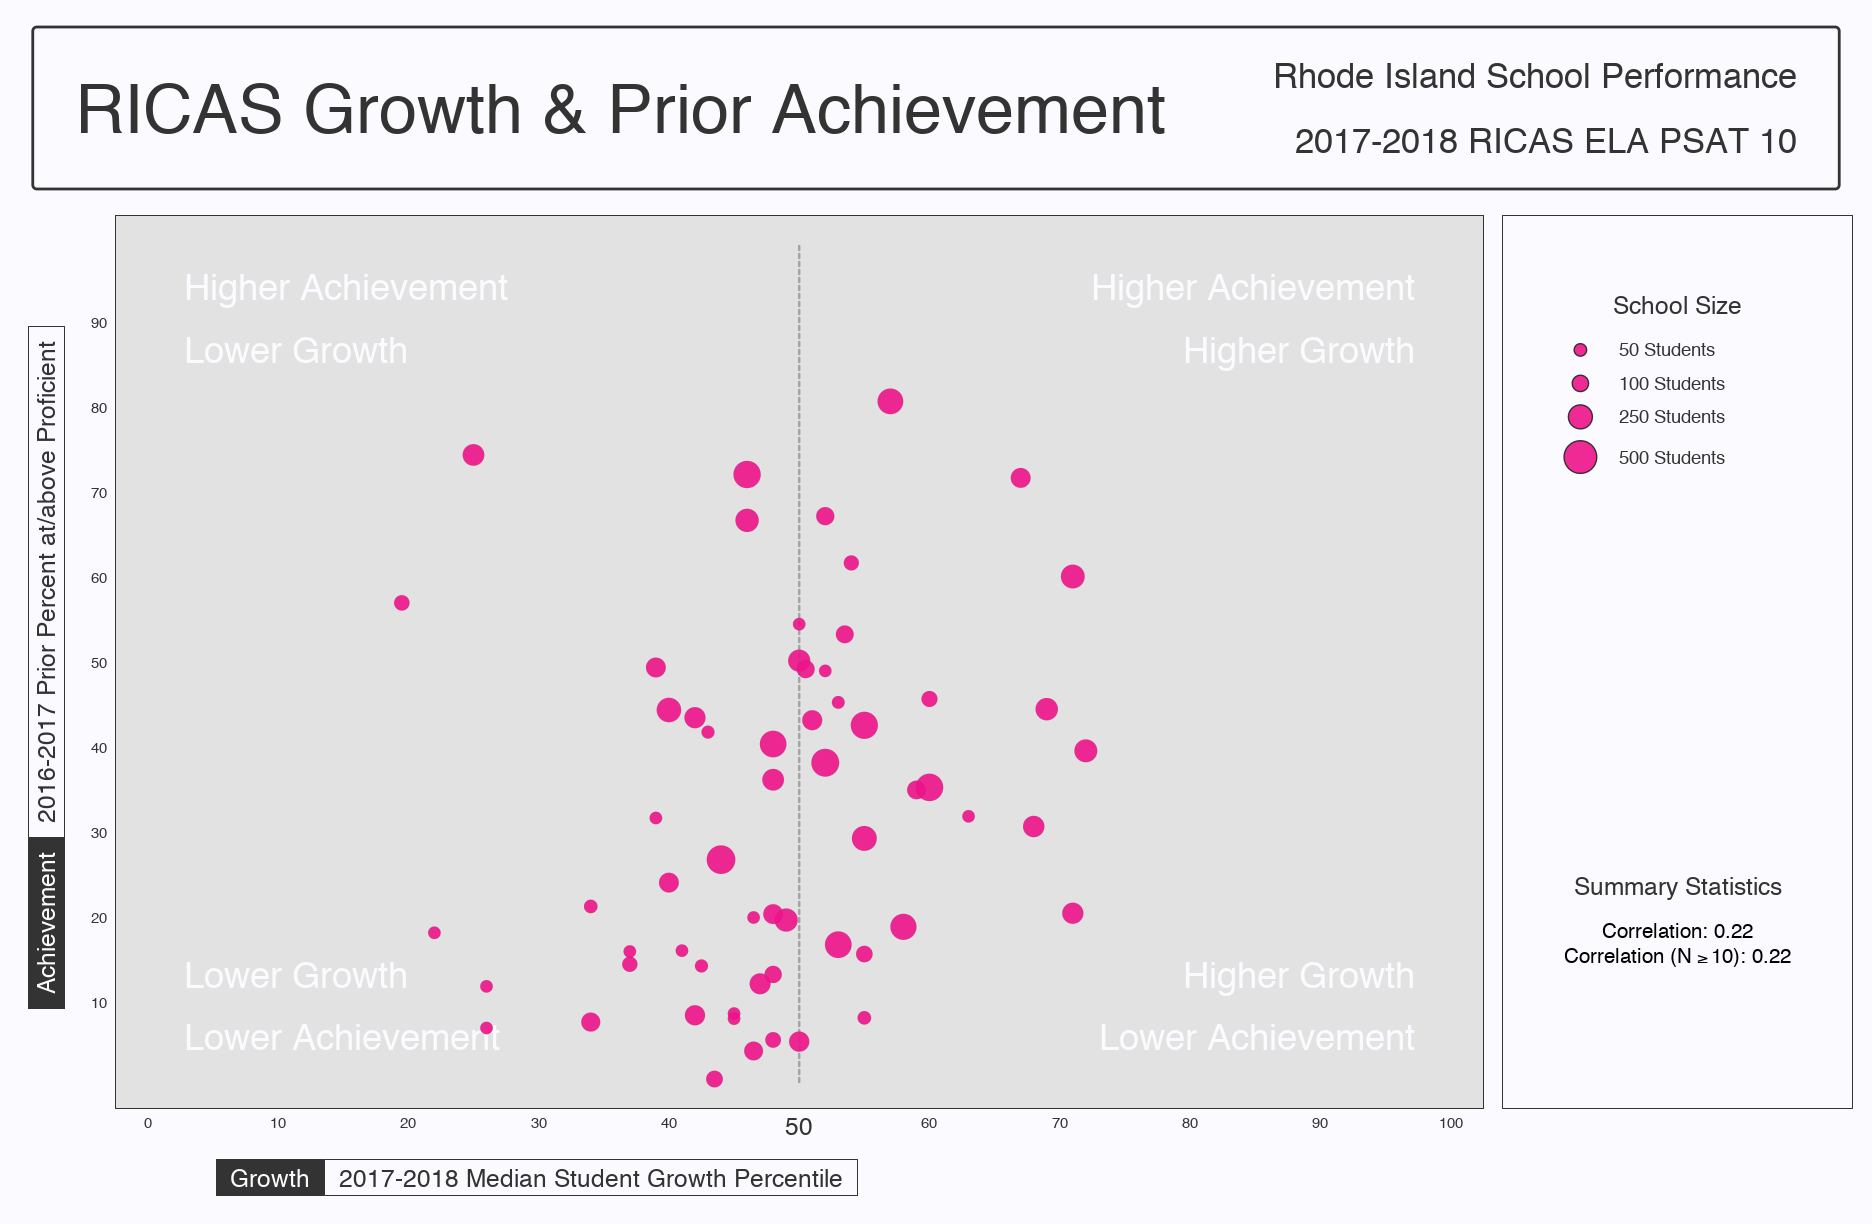 RICAS Growth & Prior Achievement
Rhode Island School Performance
2017-2018 RICAS ELA PSAT 10
Higher Achievement
Lower Growth
Higher Achievement
Higher Growth
Lower Growth
Lower Achievement
Higher Growth
Lower Achievement
90
80
70
60
50
40
30
20
10
Achievement
2016-2017 Prior Percent at/above Proficient
0
10
20
30
40
50
60
70
80
90
100
Growth
2017-2018 Median Student Growth Percentile
School Size
50 Students
100 Students
250 Students
500 Students
Summary Statistics
Correlation: 0.22
Correlation (N ≥ 10): 0.22